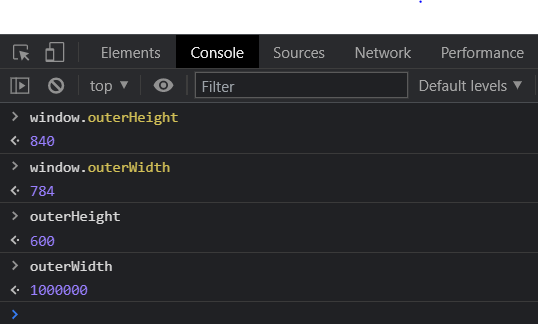 Elements Console Sources Network Performance
top Filter Default levels
window.outerHeight
840
window.outerWidth
784
outerHeight
600
outerWidth
1000000